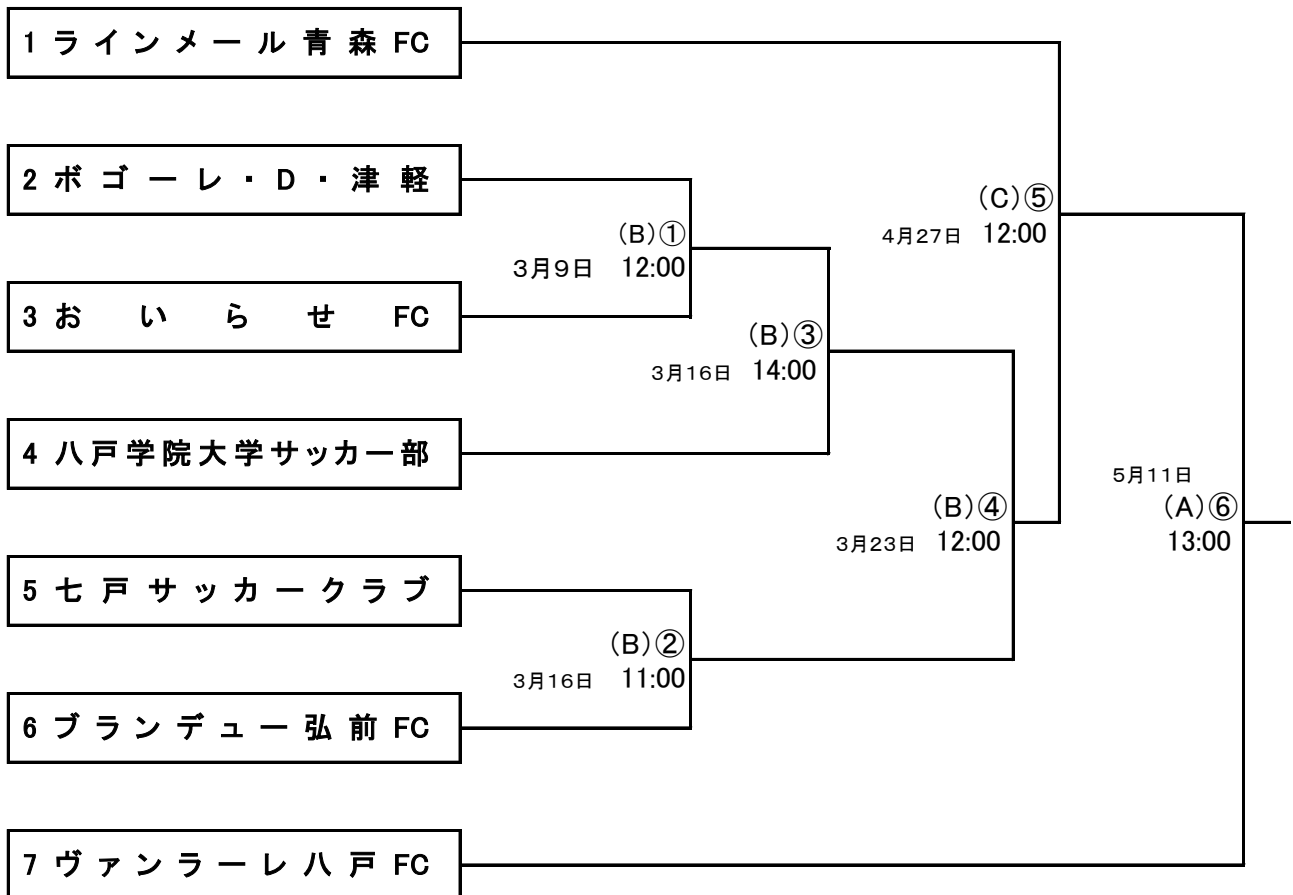 1 ラインメール青森 FC
2 ボゴーレ・D・津軽
(C)⑤
4月27日 12:00
(B)①
3月9日 12:00
3 おいらせ FC
(B)③
3月16日 14:00
4 八戸学院大学サッカー部
5月11日
(A)⑥
13:00
(B)④
3月23日 12:00
5 七戸サッカークラブ
(B)②
3月16日 11:00
6 ブランデュー弘前 FC
7 ヴァンラーレ八戸 FC